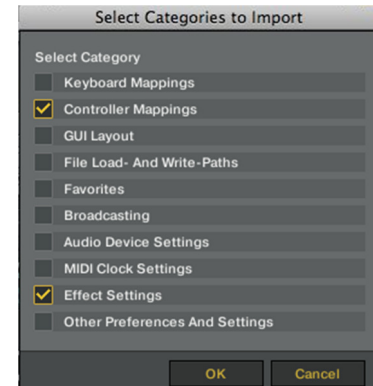 Select Categories to Import
Select Category
Keyboard Mappings
Controller Mappings
GUI Layout
File Load- And Write-Paths
Favorites
Broadcasting
Audio Device Settings
MIDI Clock Settings
Effect Settings
Other Preferences And Settings
OK Cancel